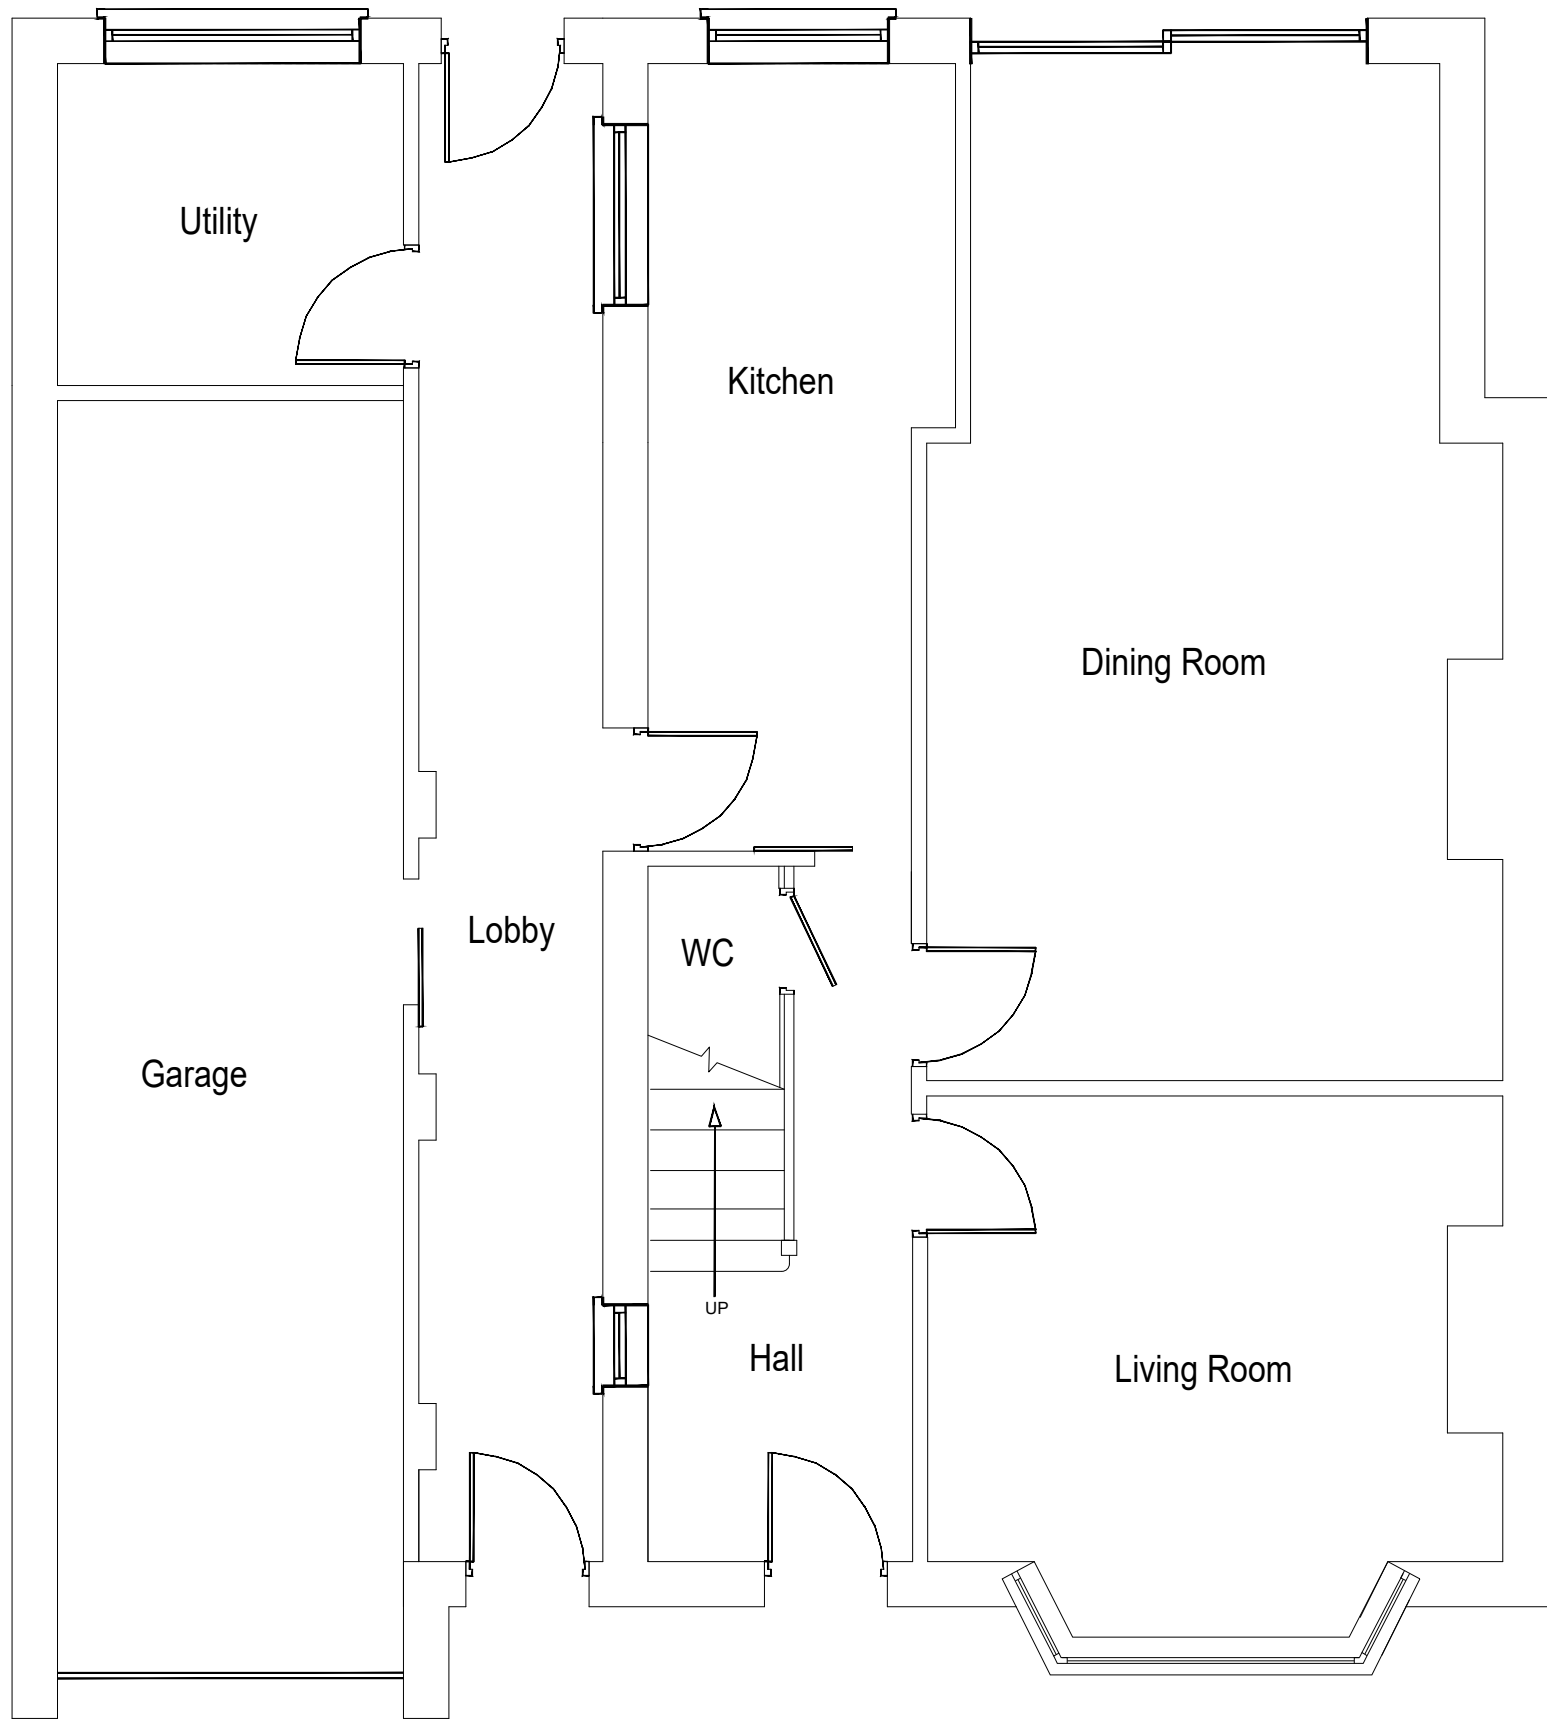 Utility
Kitchen
Dining Room
Lobby
WC
Garage
UP
Hall
Living Room